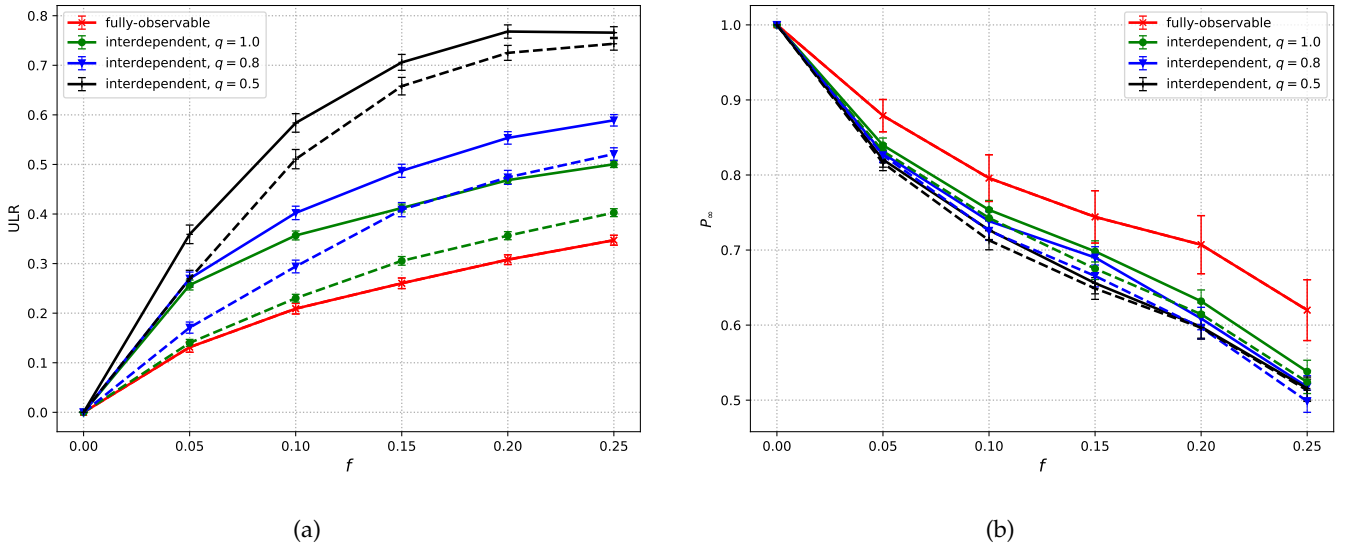 0.8
0.7
0.6
0.5
0.4
0.3
0.2
0.1
0.0
ULR
fully-observable
interdependent, q = 1.0
interdependent, q = 0.8
interdependent, q = 0.5
0.00 0.05 0.10 0.15 0.20 0.25
f
(a)
1.0
0.9
0.8
0.7
0.6
0.5
P∞
fully-observable
interdependent, q = 1.0
interdependent, q = 0.8
interdependent, q = 0.5
0.00 0.05 0.10 0.15 0.20 0.25
f
(b)